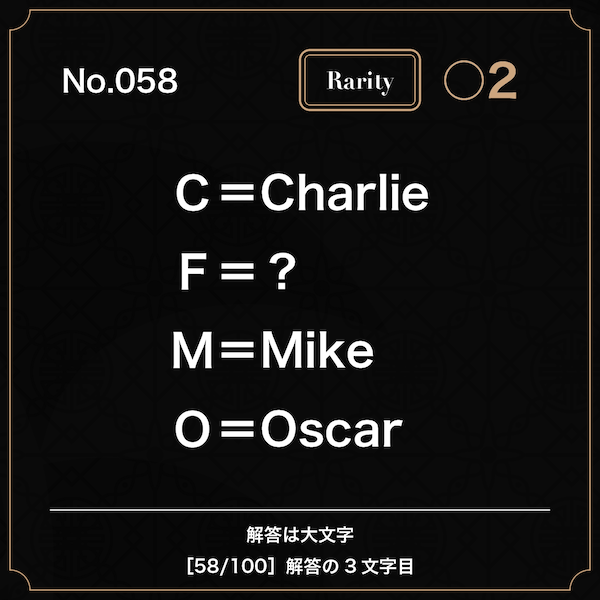 No.058
Rarity ○2
C=Charlie
F=?
M=Mike
O=Oscar
解答は大文字
[58/100] 解答の3文字目